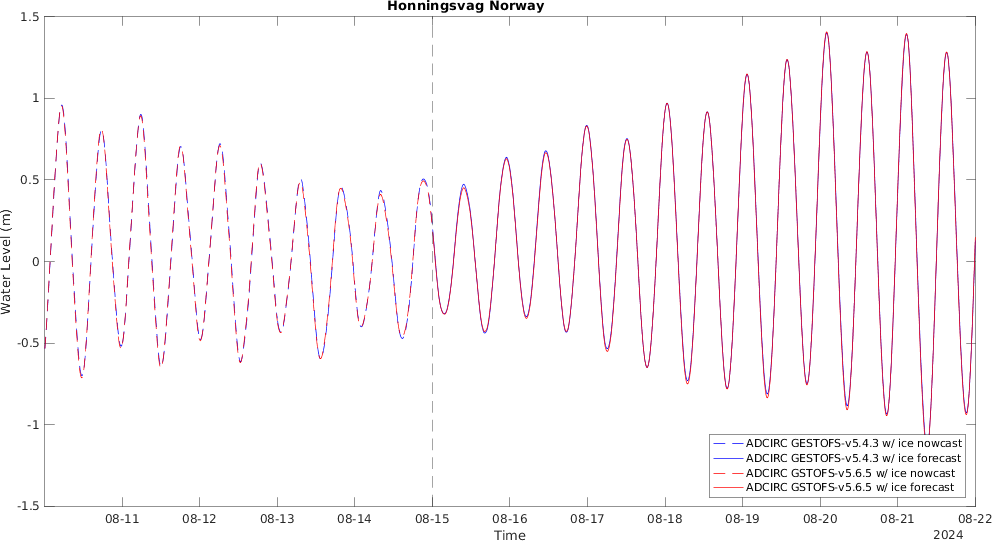 Honningsvag Norway
1.5
1
0.5
0
-0.5
-1
-1.5
Water Level (m)
ADCIRC GESTOFS-v5.4.3 w/ ice nowcast
ADCIRC GESTOFS-v5.4.3 w/ ice forecast
ADCIRC GSTOFS-v5.6.5 w/ ice nowcast
ADCIRC GSTOFS-v5.6.5 w/ ice forecast
08-11 08-12 08-13 08-14 08-15 08-16 08-17 08-18 08-19 08-20 08-21 08-22
Time
2024